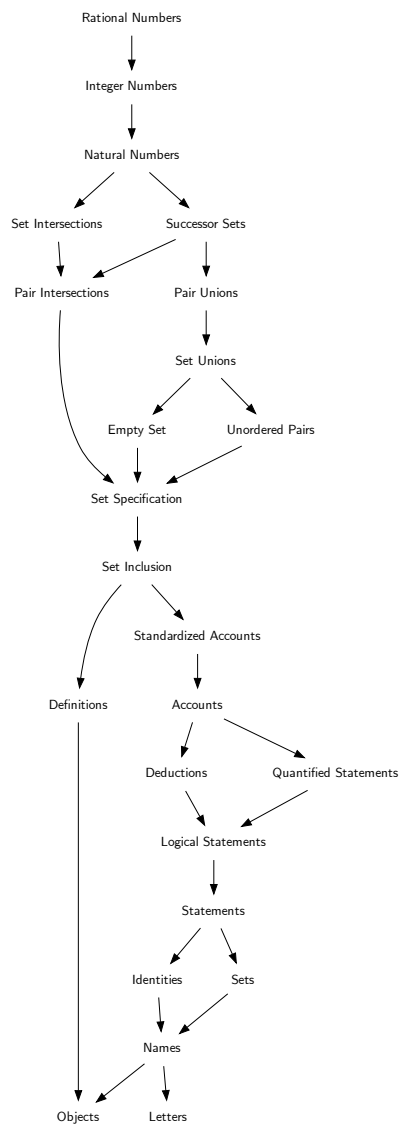 Rational Numbers
Integer Numbers
Natural Numbers
Set Intersections
Successor Sets
Pair Intersections
Pair Unions
Set Unions
Empty Set
Unordered Pairs
Set Specification
Set Inclusion
Standardized Accounts
Definitions
Accounts
Deductions
Quantified Statements
Logical Statements
Statements
Identities
Sets
Names
Objects
Letters